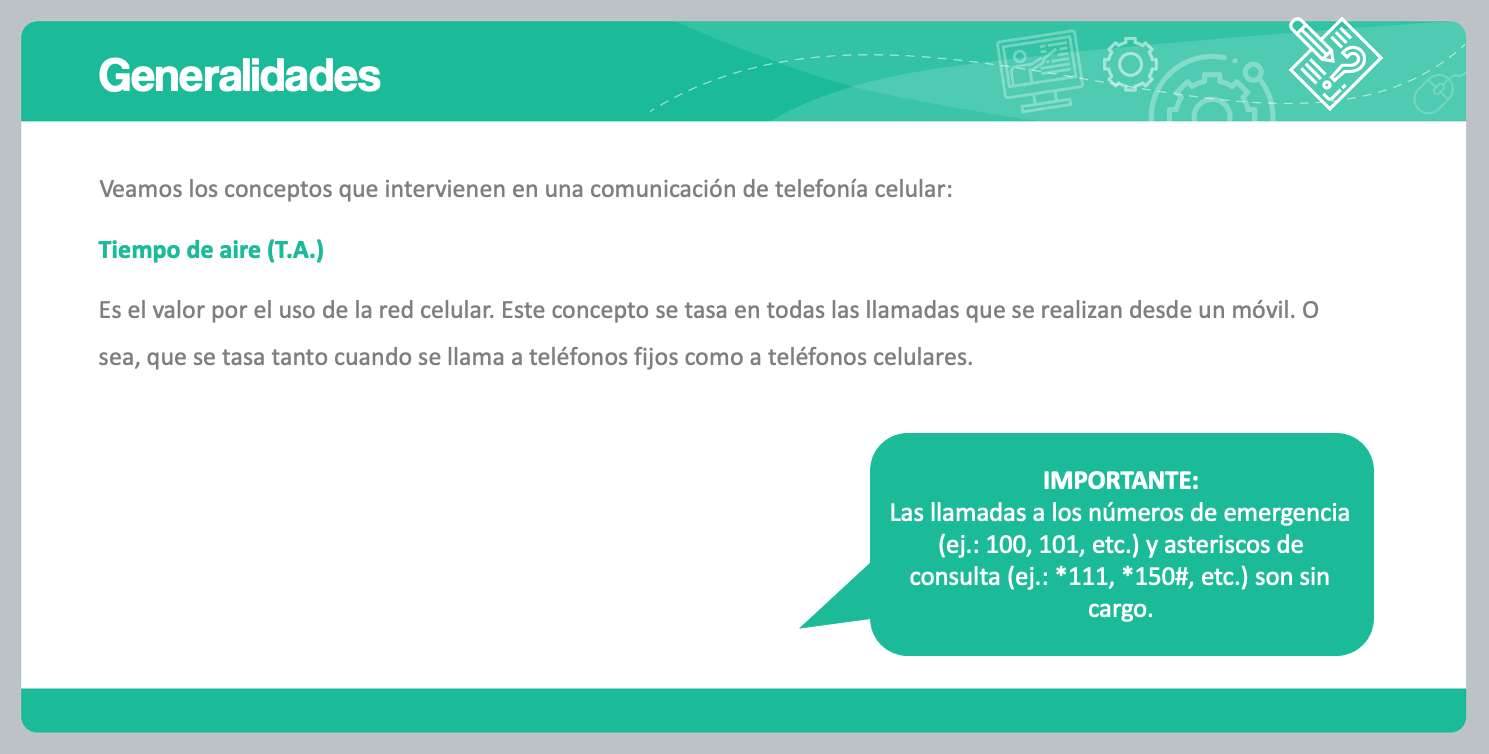 Generalidades
Veamos los conceptos que intervienen en una comunicación de telefonía celular:
Tiempo de aire (T.A.)
Es el valor por el uso de la red celular. Este concepto se tasa en todas las llamadas que se realizan desde un móvil. O
sea, que se tasa tanto cuando se llama a teléfonos fijos como a teléfonos celulares.
IMPORTANTE:
Las llamadas a los números de emergencia
(ej.: 100, 101, etc.) y asteriscos de
consulta (ej.: *111, *150#, etc.) son sin
cargo.